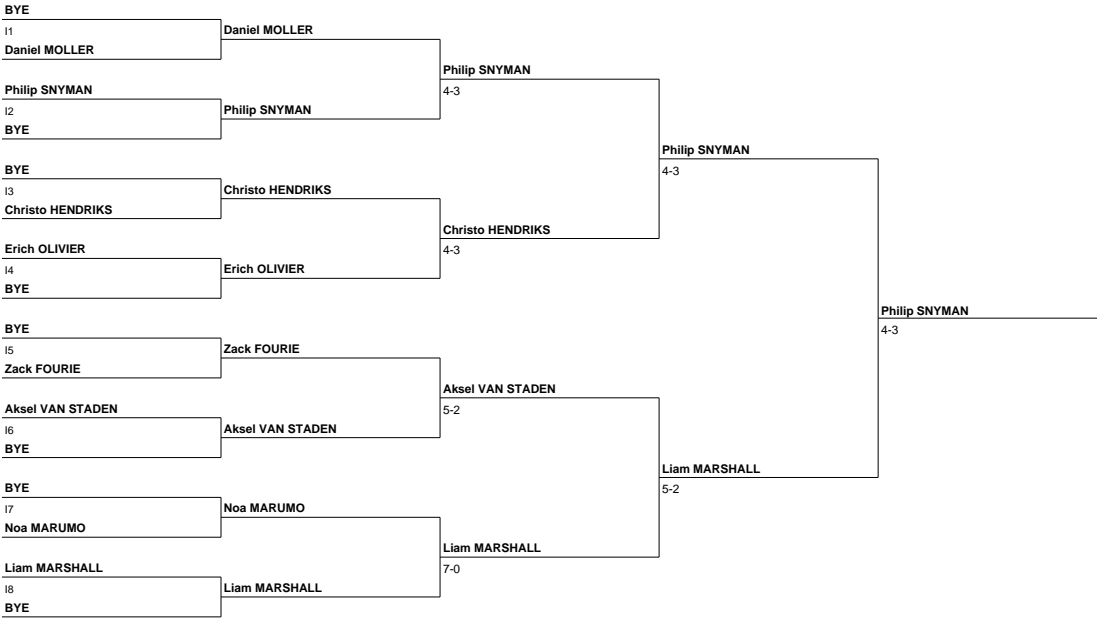 BYE
I1
Daniel MOLLER
Philip SNYMAN
I2
BYE
BYE
I3
Christo HENDRIKS
Erich OLIVIER
I4
BYE
BYE
I5
Zack FOURIE
Aksel VAN STADEN
I6
BYE
BYE
I7
Noa MARUMO
Liam MARSHALL
I8
BYE
Daniel MOLLER
Philip SNYMAN
Christo HENDRIKS
Erich OLIVIER
Zack FOURIE
Aksel VAN STADEN
Noa MARUMO
Liam MARSHALL
Philip SNYMAN
4-3
Christo HENDRIKS
4-3
Aksel VAN STADEN
5-2
Liam MARSHALL
7-0
Philip SNYMAN
4-3
Liam MARSHALL
5-2
Philip SNYMAN
4-3